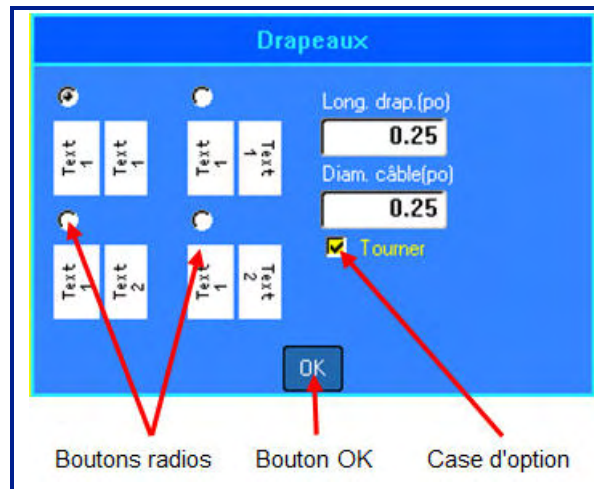 Drapeaux
Long. drap.(po)
0.25
Diam. câble(po)
0.25
Tourner
Text 1
Text 1
Text 1
Text 1
Text 1
Text 2
Text 1
Text 2
OK
Boutons radios
Bouton OK
Case d'option